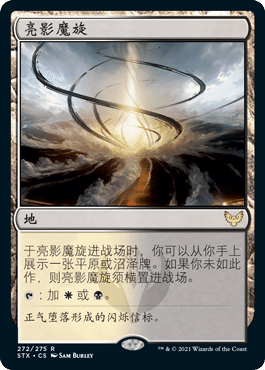 亮影魔旋
地
于亮影魔旋进战场时，你可以从你手上
展示一张平原或沼泽牌。如果你未如此
作，则亮影魔旋须横置进战场。
：加或。
正气堕落形成的闪烁信标。
272/275 R
STX • CS SAM BURLEY
™ & © 2021 Wizards of the Coast